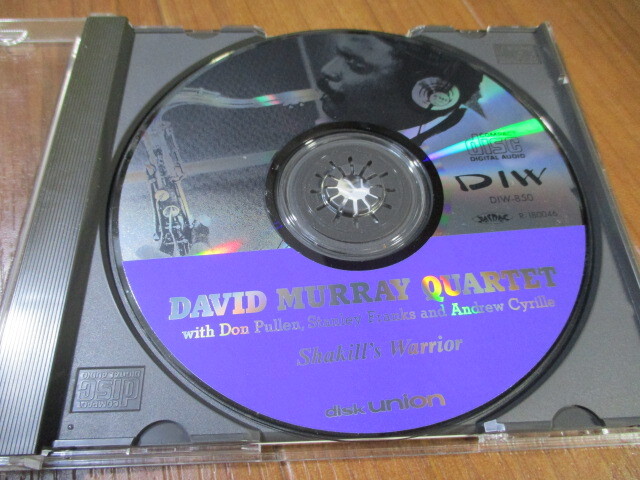 COMPACT
disc
DIGITAL AUDIO
DIW
DIW-850
DAVID MURRAY QUARTET
with Don Pullen, Stanley Franks and Andrew Cyrille
Shakill's Warrior
disk union
disc